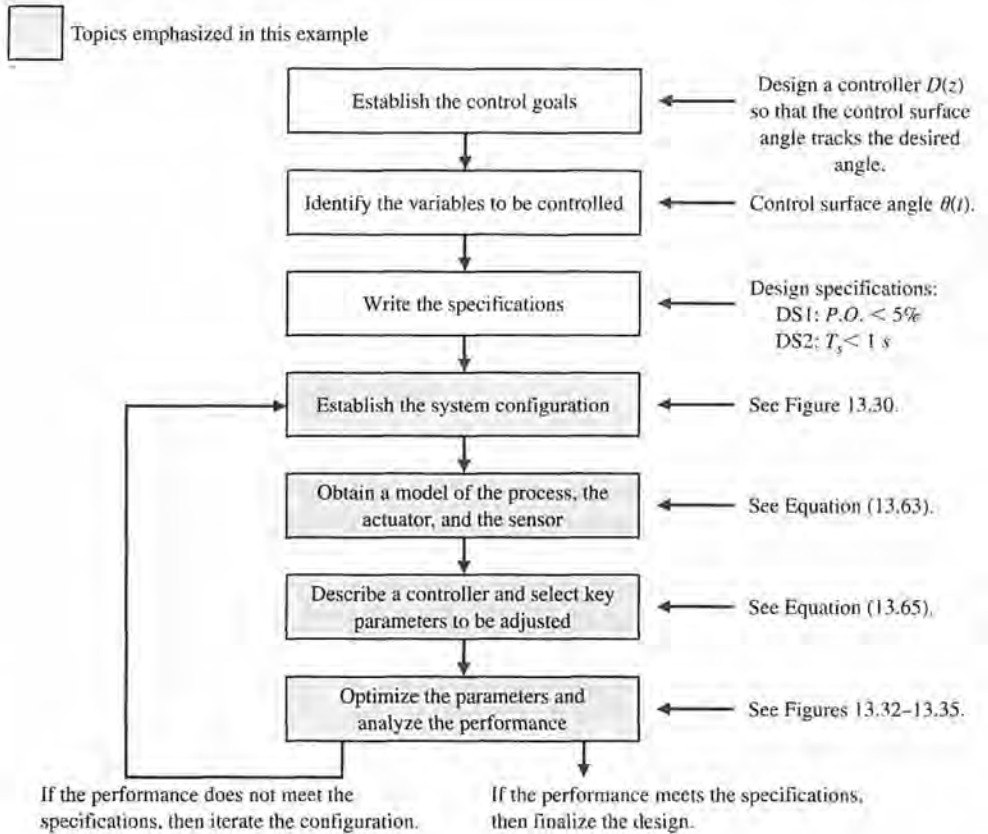 Topics emphasized in this example
Establish the control goals
Design a controller D(z)
so that the control surface
angle tracks the desired
angle.
Identify the variables to be controlled
Control surface angle θ(t).
Write the specifications
Design specifications:
DS1: P.O. < 5%
DS2: Ts < 1 s
Establish the system configuration
See Figure 13.30.
Obtain a model of the process, the
actuator, and the sensor
See Equation (13.63).
Describe a controller and select key
parameters to be adjusted
See Equation (13.65).
Optimize the parameters and
analyze the performance
See Figures 13.32–13.35.
If the performance does not meet the
specifications, then iterate the configuration.
If the performance meets the specifications,
then finalize the design.